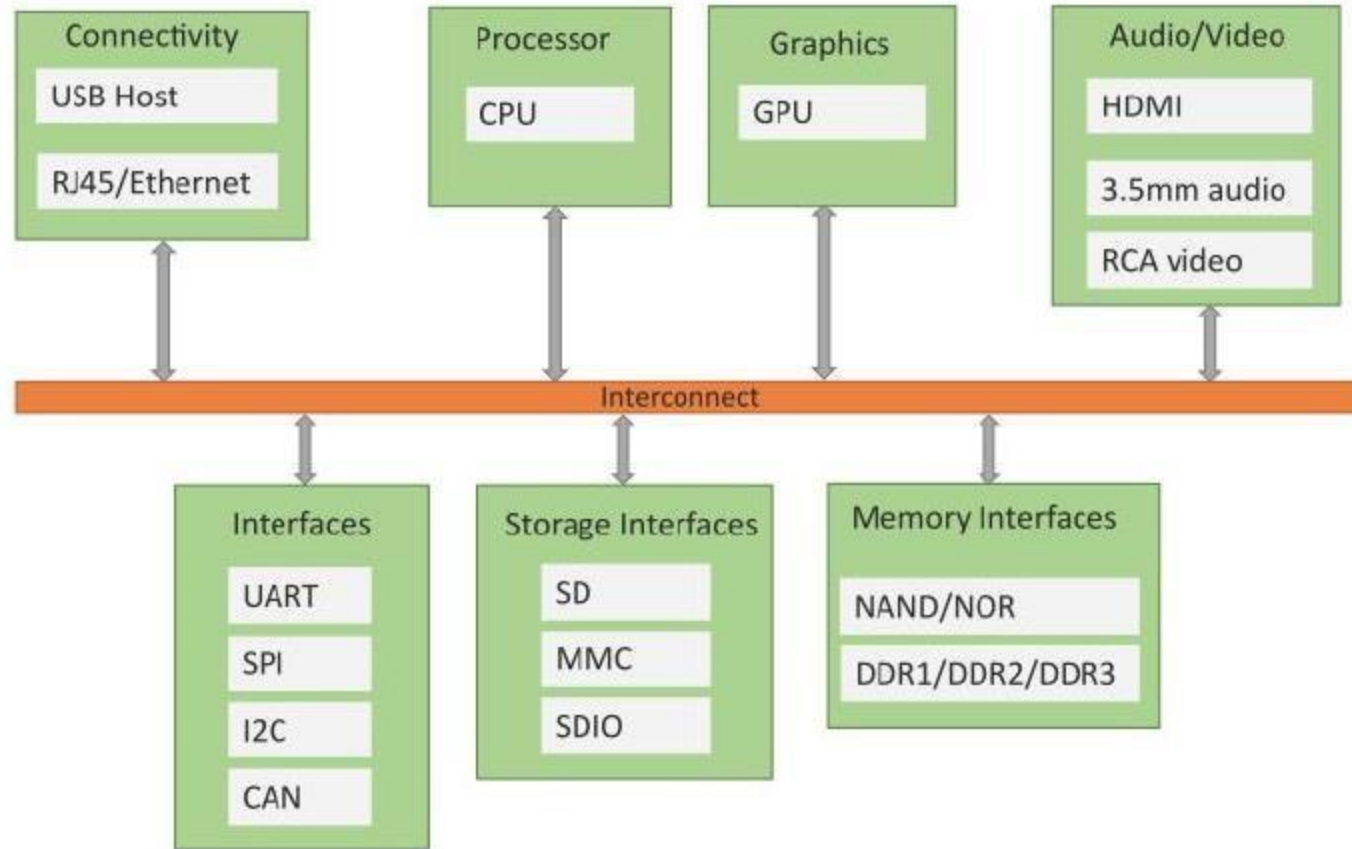 Connectivity
USB Host
RJ45/Ethernet
Processor
CPU
Graphics
GPU
Audio/Video
HDMI
3.5mm audio
RCA video
Interconnect
Interfaces
UART
SPI
I2C
CAN
Storage Interfaces
SD
MMC
SDIO
Memory Interfaces
NAND/NOR
DDR1/DDR2/DDR3